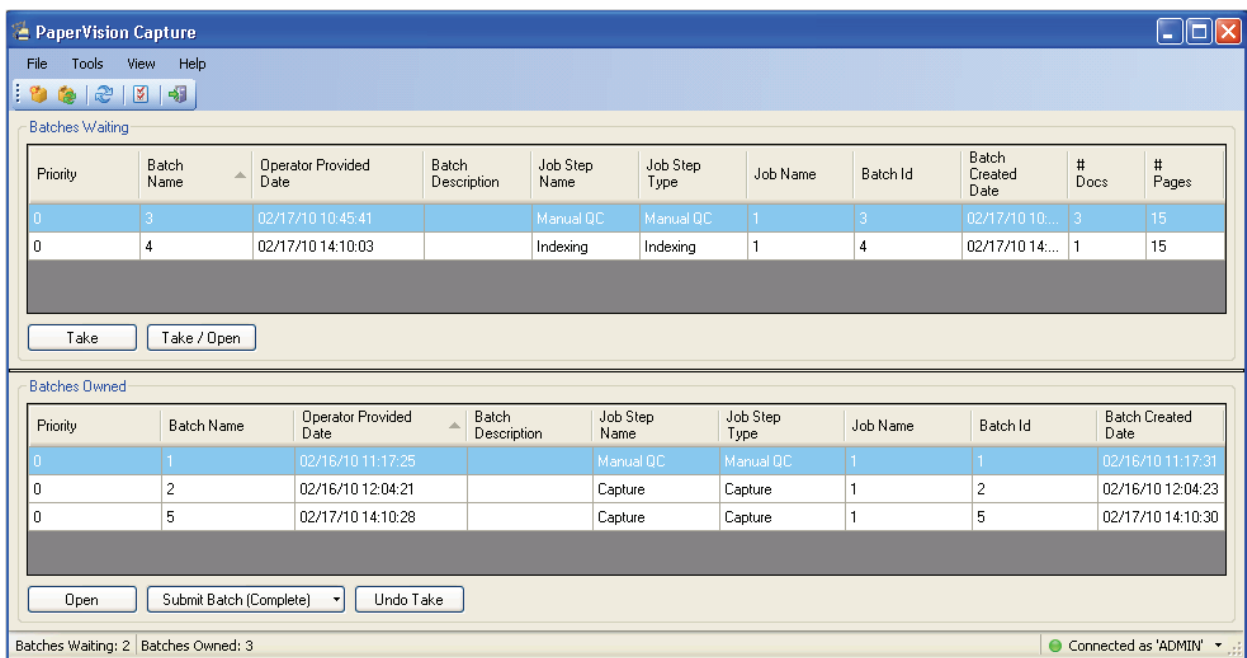 PaperVision Capture
File Tools View Help
Batches Waiting
Priority Batch Name Operator Provided Date Batch Description Job Step Name Job Step Type Job Name Batch Id Batch Created Date # Docs # Pages
0 3 02/17/10 10:45:41 Manual QC Manual QC 1 3 02/17/10 10:... 3 15
0 4 02/17/10 14:10:03 Indexing Indexing 1 4 02/17/10 14:... 1 15
Take Take / Open
Batches Owned
Priority Batch Name Operator Provided Date Batch Description Job Step Name Job Step Type Job Name Batch Id Batch Created Date
0 1 02/16/10 11:17:25 Manual QC Manual QC 1 1 02/16/10 11:17:31
0 2 02/16/10 12:04:21 Capture Capture 1 2 02/16/10 12:04:23
0 5 02/17/10 14:10:28 Capture Capture 1 5 02/17/10 14:10:30
Open Submit Batch (Complete) Undo Take
Batches Waiting: 2 Batches Owned: 3 Connected as 'ADMIN'